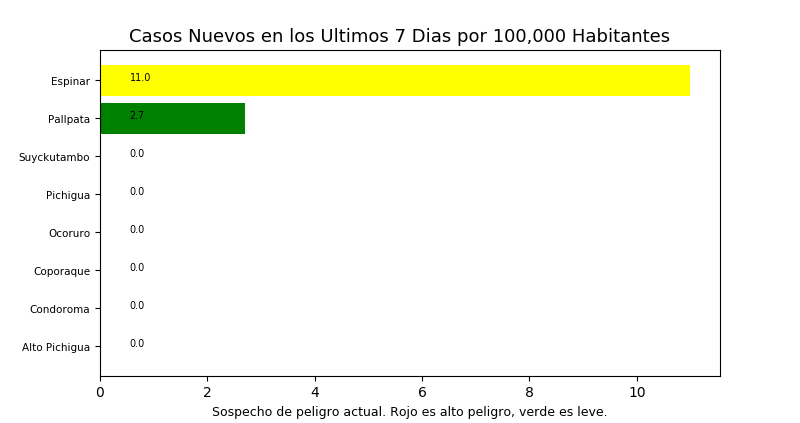 Casos Nuevos en los Ultimos 7 Dias por 100,000 Habitantes
Espinar 11.0
Pallpata 2.7
Suyckutambo 0.0
Pichigua 0.0
Ocoruro 0.0
Coporaque 0.0
Condoroma 0.0
Alto Pichigua 0.0
0 2 4 6 8 10
Sospecho de peligro actual. Rojo es alto peligro, verde es leve.